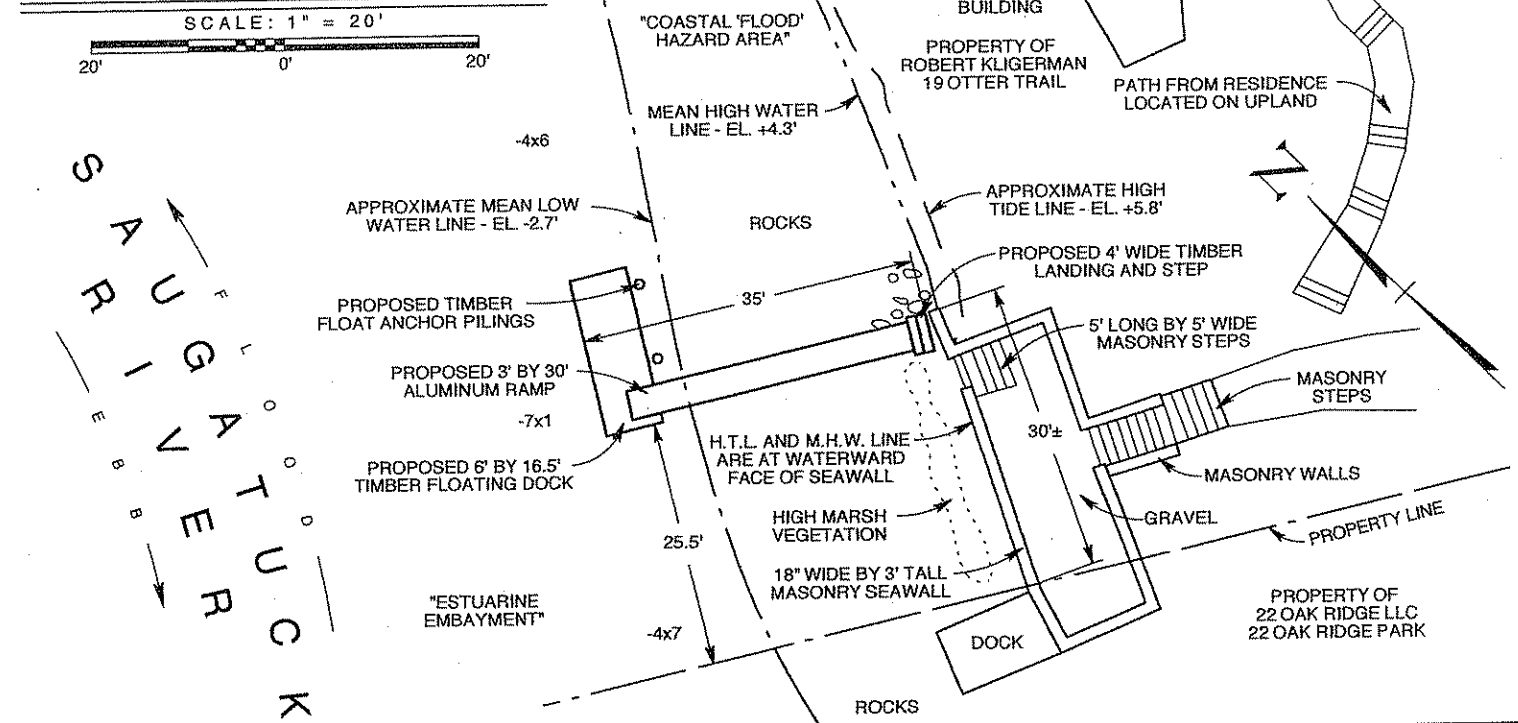 SCALE: 1" = 20'
20'
0'
20'
"COASTAL 'FLOOD'
HAZARD AREA"
BUILDING
PROPERTY OF
ROBERT KLIGERMAN
19 OTTER TRAIL
PATH FROM RESIDENCE
LOCATED ON UPLAND
MEAN HIGH WATER
LINE - EL. +4.3'
-4x6
N
APPROXIMATE MEAN LOW
WATER LINE - EL. -2.7'
ROCKS
APPROXIMATE HIGH
TIDE LINE - EL. +5.8'
PROPOSED 4' WIDE TIMBER
LANDING AND STEP
SAUGATUCK
RIVER
FLOOD
EBB
PROPOSED TIMBER
FLOAT ANCHOR PILINGS
35'
5' LONG BY 5' WIDE
MASONRY STEPS
PROPOSED 3' BY 30'
ALUMINUM RAMP
MASONRY
STEPS
-7x1
30'±
H.T.L. AND M.H.W. LINE
ARE AT WATERWARD
FACE OF SEAWALL
PROPOSED 6' BY 16.5'
TIMBER FLOATING DOCK
MASONRY WALLS
HIGH MARSH
VEGETATION
GRAVEL
PROPERTY LINE
25.5'
18" WIDE BY 3' TALL
MASONRY SEAWALL
"ESTUARINE
EMBAYMENT"
-4x7
DOCK
PROPERTY OF
22 OAK RIDGE LLC
22 OAK RIDGE PARK
ROCKS